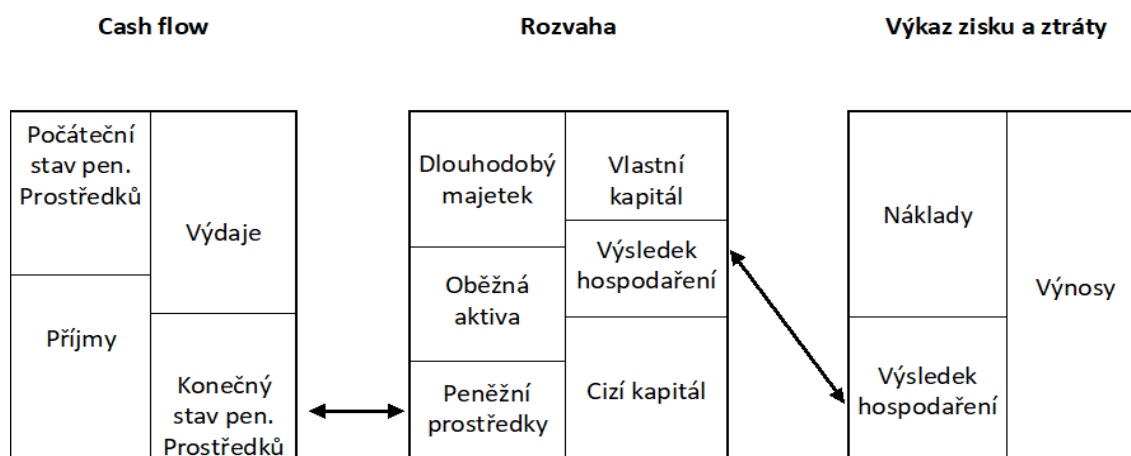 Cash flow
Rozvaha
Výkaz zisku a ztráty
Počáteční
stav pen.
Prostředků
Příjmy
Výdaje
Konečný
stav pen.
Prostředků
Dlouhodobý
majetek
Oběžná
aktiva
Peněžní
prostředky
Vlastní
kapitál
Výsledek
hospodaření
Cizí kapitál
Náklady
Výsledek
hospodaření
Výnosy